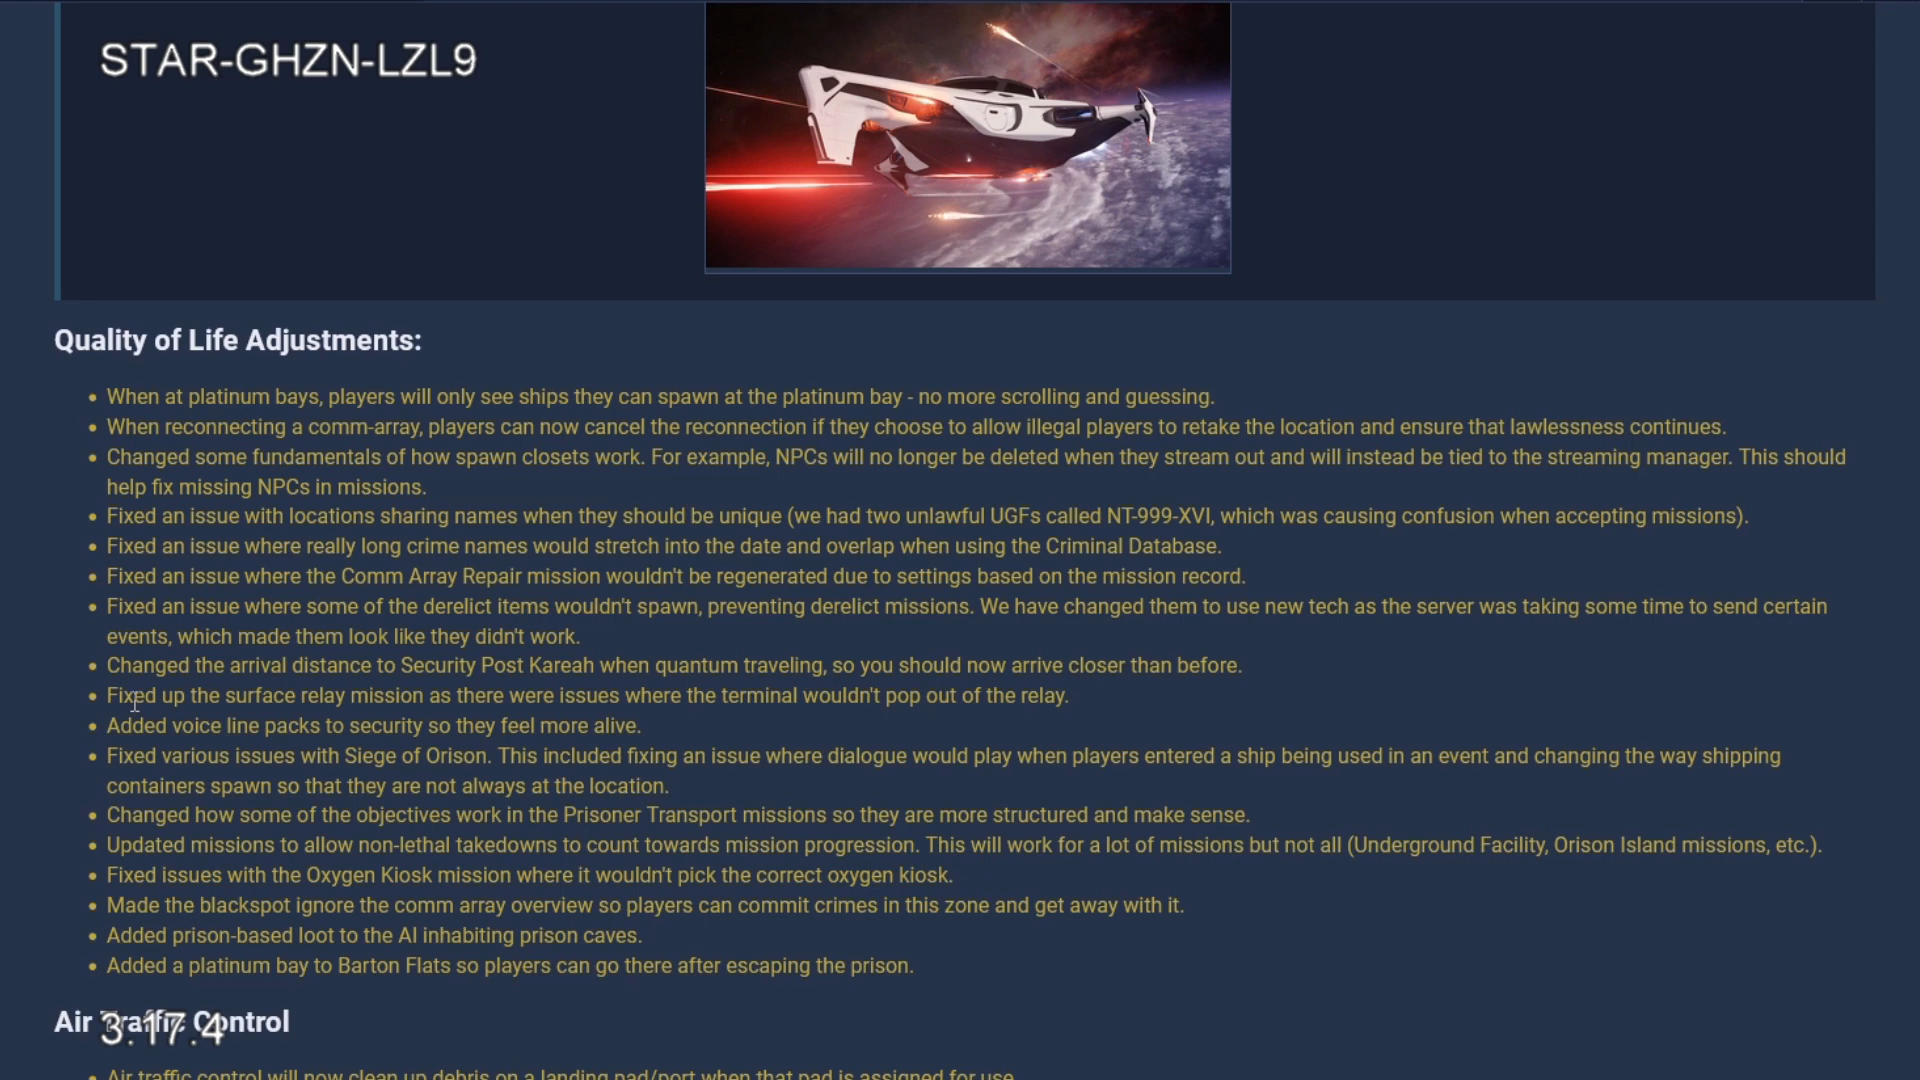 STAR-GHZN-LZL9
Quality of Life Adjustments:
• When at platinum bays, players will only see ships they can spawn at the platinum bay - no more scrolling and guessing.
• When reconnecting a comm-array, players can now cancel the reconnection if they choose to allow illegal players to retake the location and ensure that lawlessness continues.
• Changed some fundamentals of how spawn closets work. For example, NPCs will no longer be deleted when they stream out and will instead be tied to the streaming manager. This should
help fix missing NPCs in missions.
• Fixed an issue with locations sharing names when they should be unique (we had two unlawful UGFs called NT-999-XVI, which was causing confusion when accepting missions).
• Fixed an issue where really long crime names would stretch into the date and overlap when using the Criminal Database.
• Fixed an issue where the Comm Array Repair mission wouldn't be regenerated due to settings based on the mission record.
• Fixed an issue where some of the derelict items wouldn't spawn, preventing derelict missions. We have changed them to use new tech as the server was taking some time to send certain
events, which made them look like they didn't work.
• Changed the arrival distance to Security Post Kareah when quantum traveling, so you should now arrive closer than before.
• Fixed up the surface relay mission as there were issues where the terminal wouldn't pop out of the relay.
• Added voice line packs to security so they feel more alive.
• Fixed various issues with Siege of Orison. This included fixing an issue where dialogue would play when players entered a ship being used in an event and changing the way shipping
containers spawn so that they are not always at the location.
• Changed how some of the objectives work in the Prisoner Transport missions so they are more structured and make sense.
• Updated missions to allow non-lethal takedowns to count towards mission progression. This will work for a lot of missions but not all (Underground Facility, Orison Island missions, etc.).
• Fixed issues with the Oxygen Kiosk mission where it wouldn't pick the correct oxygen kiosk.
• Made the blackspot ignore the comm array overview so players can commit crimes in this zone and get away with it.
• Added prison-based loot to the AI inhabiting prison caves.
• Added a platinum bay to Barton Flats so players can go there after escaping the prison.
Air Traffic Control
3.17.4
• Air traffic control will now clean up debris on a landing pad/port when that pad is assigned for use.